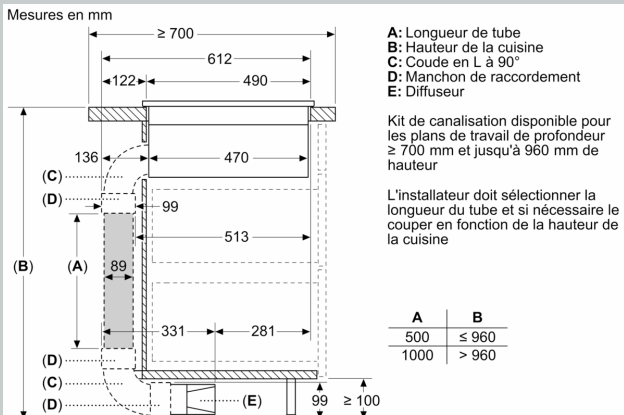 Mesures en mm
≥ 700
612
122
490
A: Longueur de tube
B: Hauteur de la cuisine
C: Coude en L à 90°
D: Manchon de raccordement
E: Diffuseur
Kit de canalisation disponible pour
les plans de travail de profondeur
≥ 700 mm et jusqu'à 960 mm de
hauteur
L'installateur doit sélectionner la
longueur du tube et si nécessaire le
couper en fonction de la hauteur de
la cuisine
136
470
(C)
(D)
99
513
(B)
(A)
89
331
281
(D)
(C)
(D)
(E)
99
≥ 100
A B
500 ≤ 960
1000 > 960